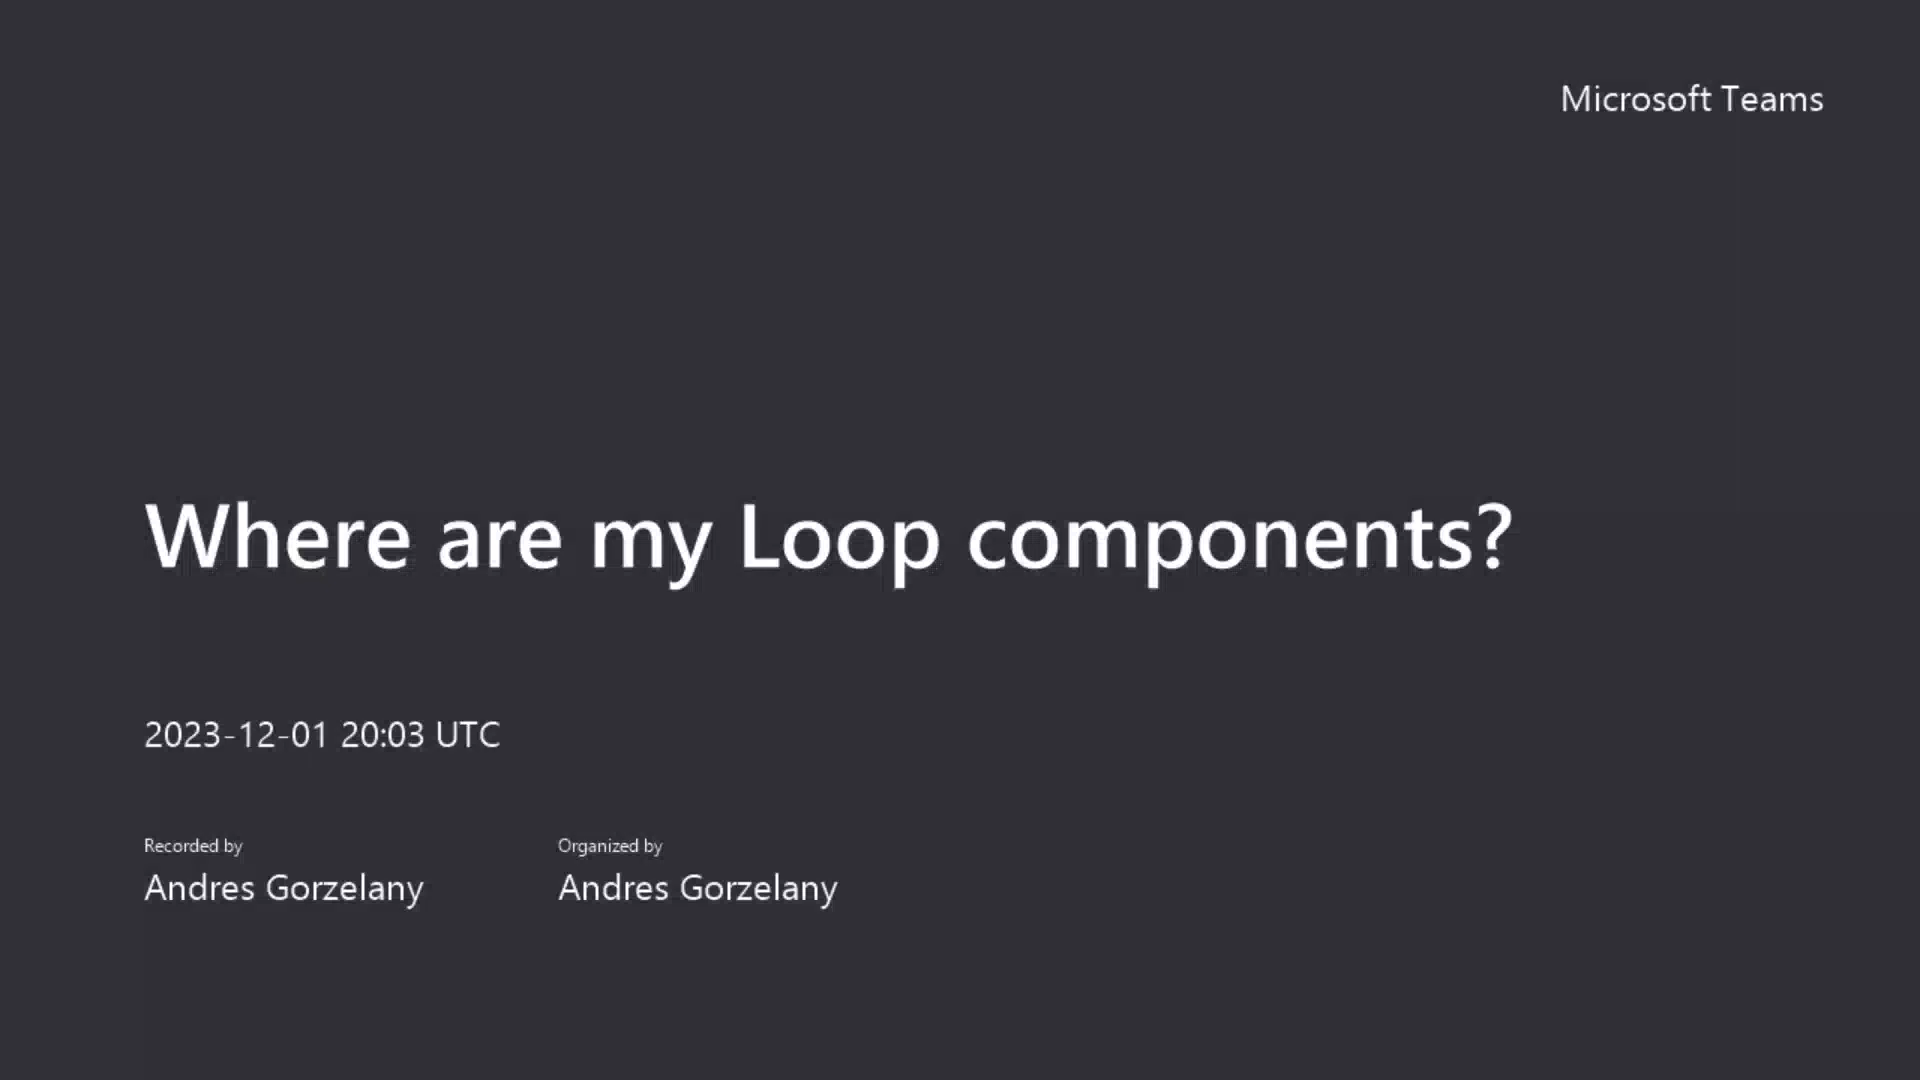 Microsoft Teams
Where are my Loop components?
2023-12-01 20:03 UTC
Recorded by
Andres Gorzelany
Organized by
Andres Gorzelany